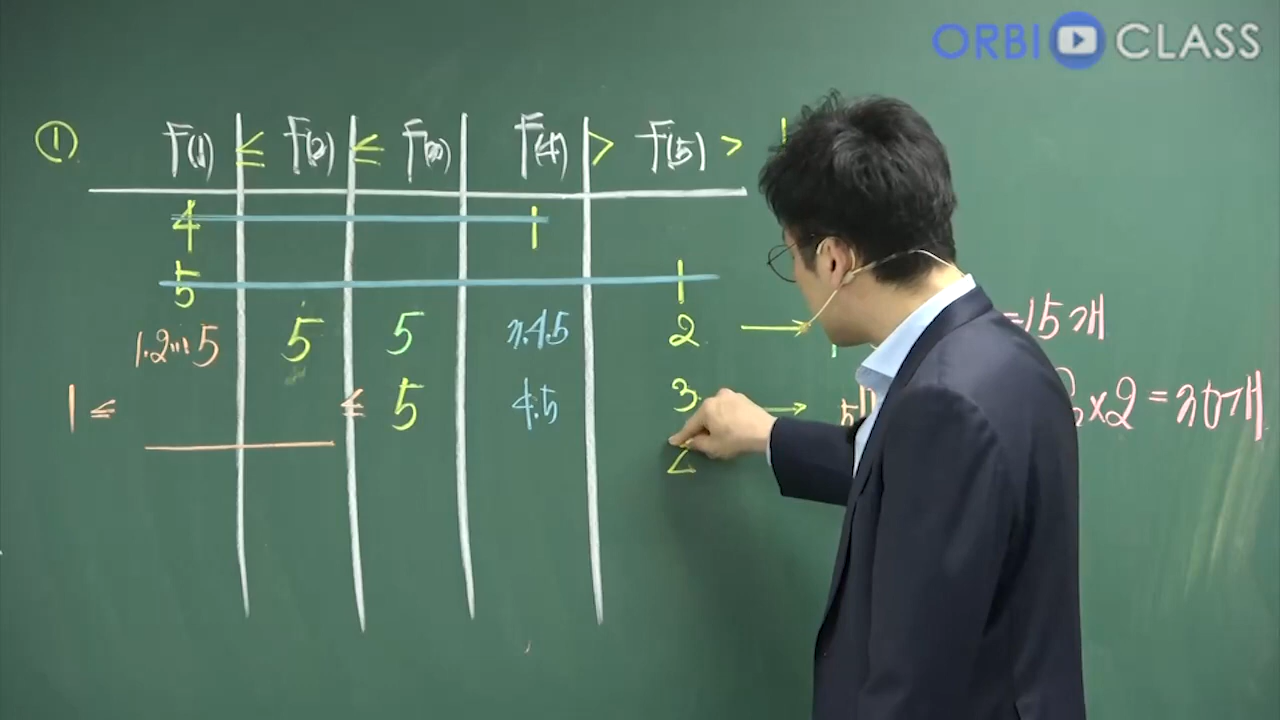 ORBI CLASS
① f(1) ≤ f(2) ≤ f(3) f(4) > f(5) >
4 1
5 1
1.2...5 5 5 3.4.5 2 → =15개
1 ≤ ≤ 5 4.5 3 → ×2 = 30개